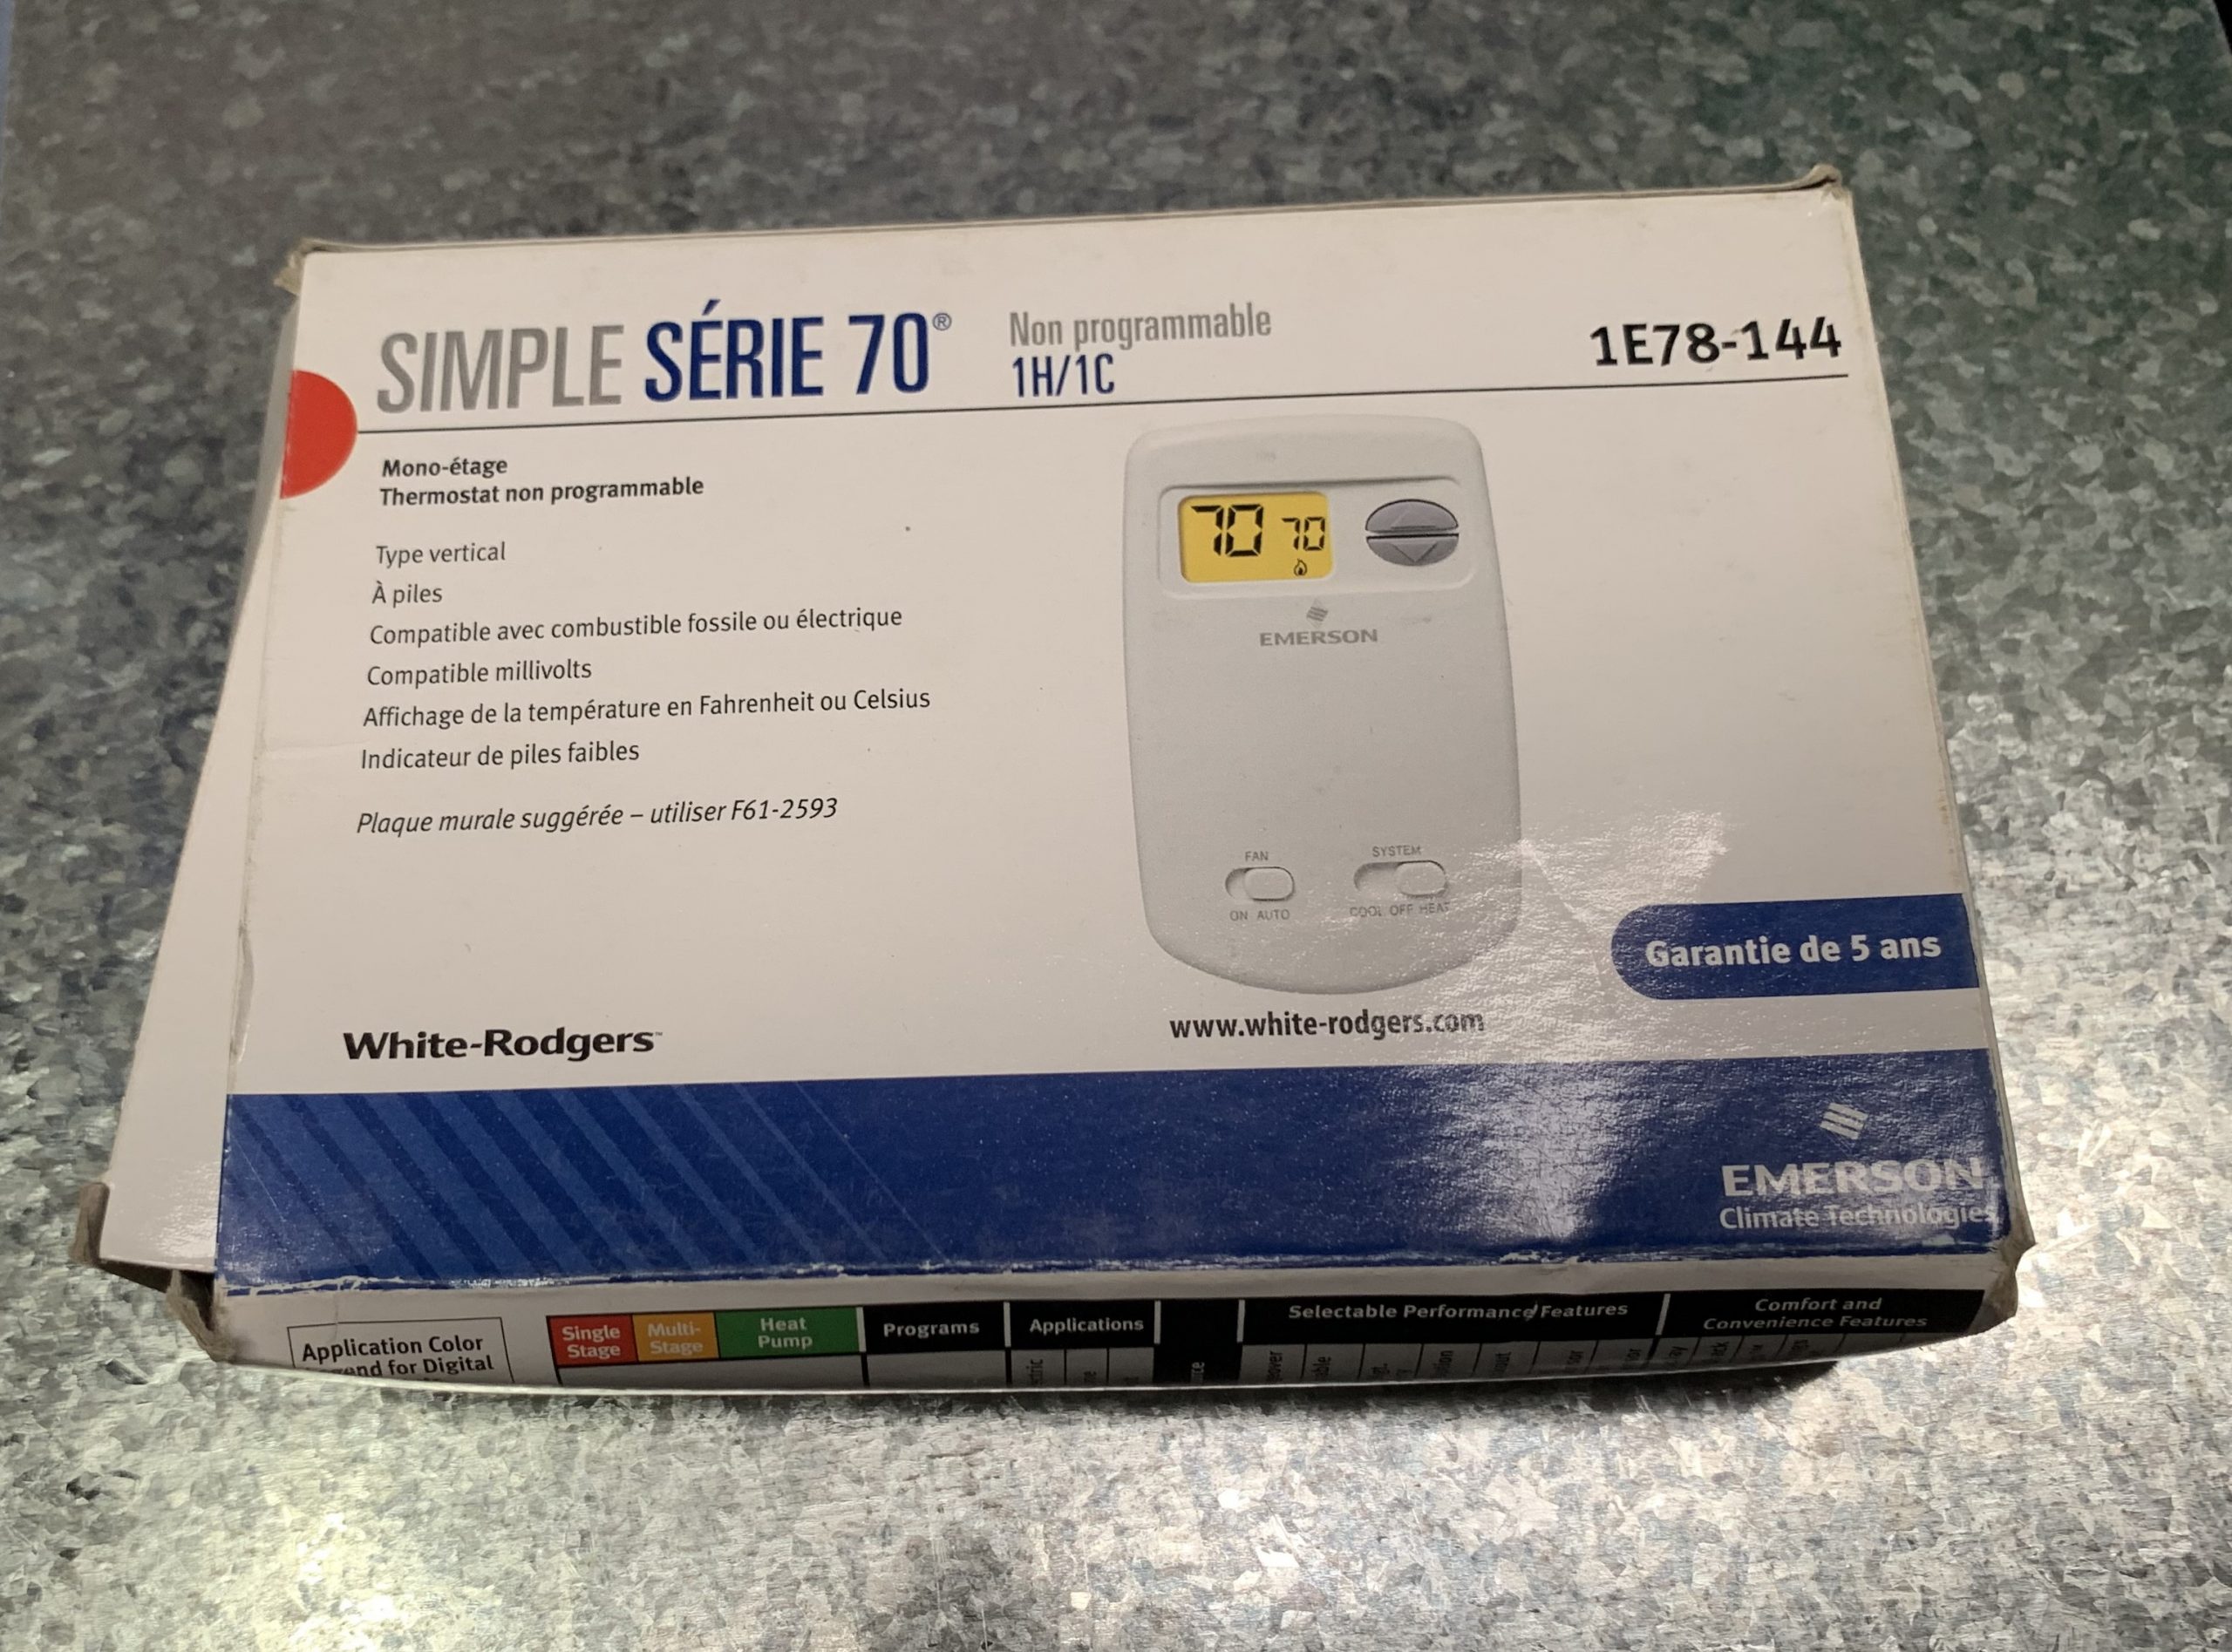 SIMPLE SÉRIE 70®
Non programmable
1H/1C
1E78-144
Mono-étage
Thermostat non programmable
Type vertical
À piles
Compatible avec combustible fossile ou électrique
Compatible millivolts
Affichage de la température en Fahrenheit ou Celsius
Indicateur de piles faibles
Plaque murale suggérée – utiliser F61-2593
70 70
EMERSON
FAN
ON AUTO
SYSTEM
COOL OFF HEAT
Garantie de 5 ans
White-Rodgers™
www.white-rodgers.com
EMERSON
Climate Technologies
Application Color
end for Digital
Single
Stage
Multi-
Stage
Heat
Pump
Programs
Applications
Selectable Performance Features
Comfort and
Convenience Features